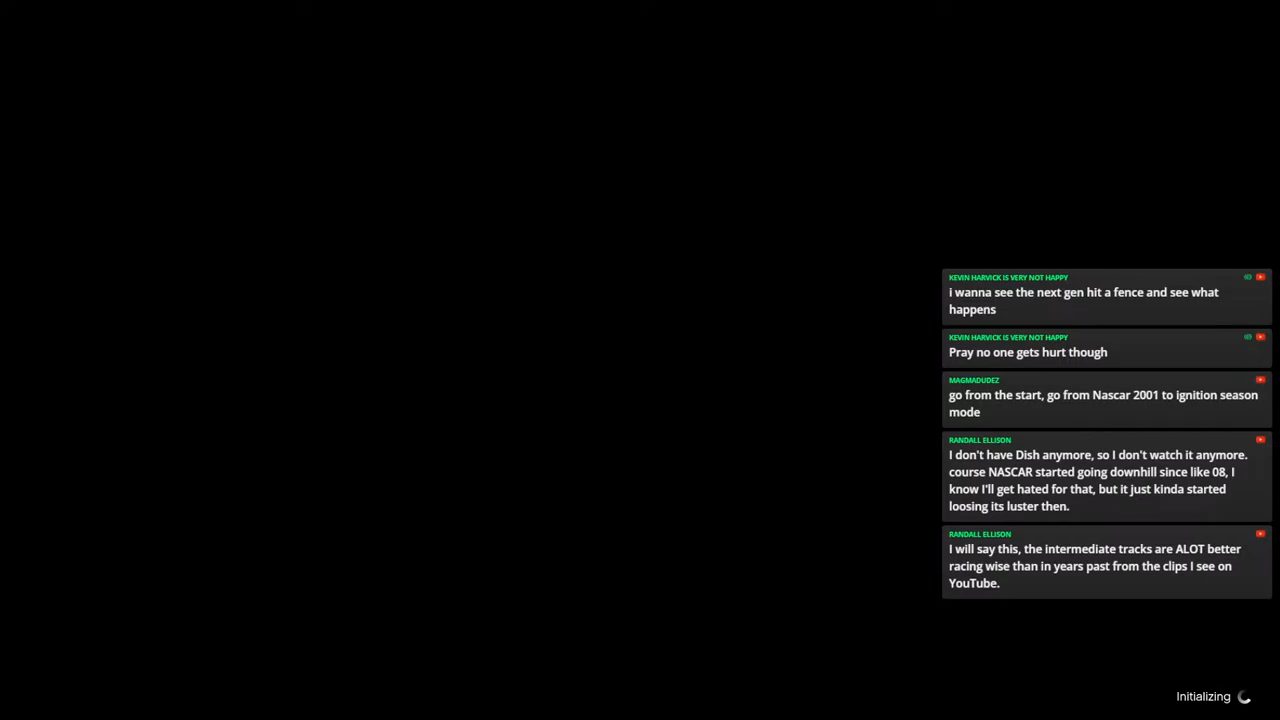 KEVIN HARVICK IS VERY NOT HAPPY
i wanna see the next gen hit a fence and see what
happens
KEVIN HARVICK IS VERY NOT HAPPY
Pray no one gets hurt though
MAGMADUDEZ
go from the start, go from Nascar 2001 to ignition season
mode
RANDALL ELLISON
I don't have Dish anymore, so I don't watch it anymore.
course NASCAR started going downhill since like 08, I
know I'll get hated for that, but it just kinda started
loosing its luster then.
RANDALL ELLISON
I will say this, the intermediate tracks are ALOT better
racing wise than in years past from the clips I see on
YouTube.
Initializing